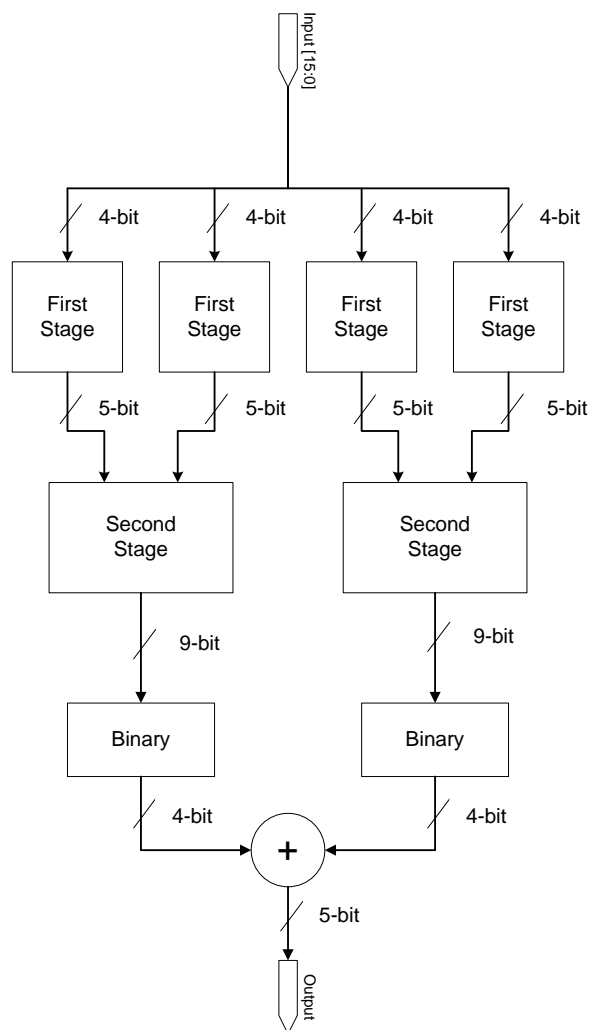 Input [15:0]
4-bit
4-bit
4-bit
4-bit
First
Stage
First
Stage
First
Stage
First
Stage
5-bit
5-bit
5-bit
5-bit
Second
Stage
Second
Stage
9-bit
9-bit
Binary
Binary
4-bit
4-bit
+
5-bit
Output